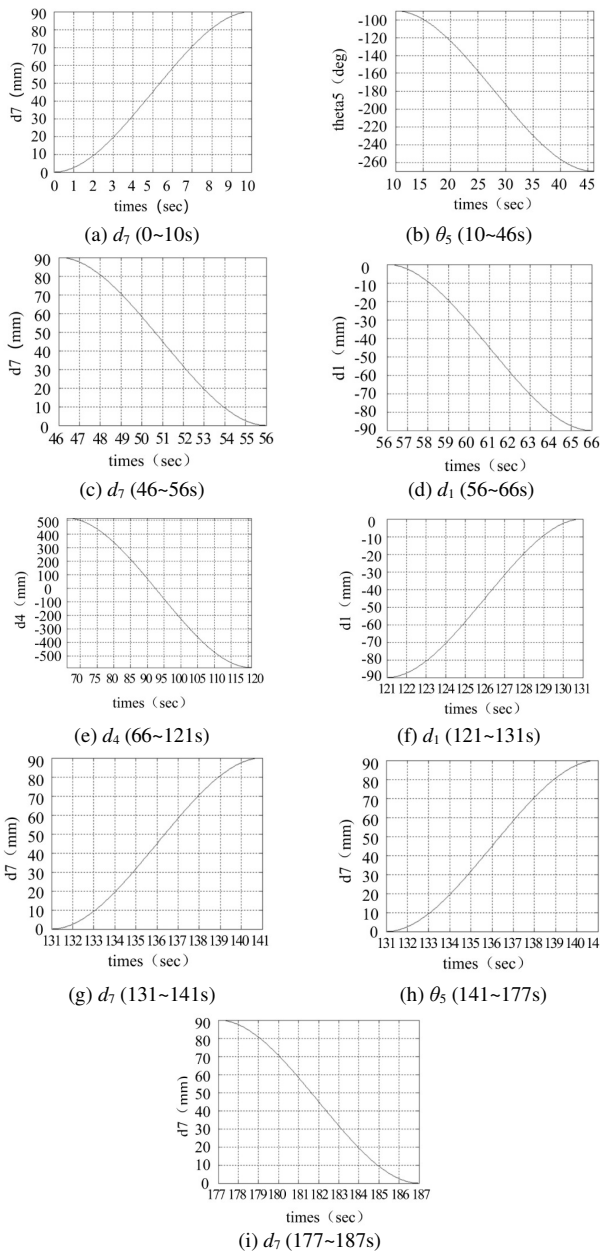 90
80
70
60
50
40
30
20
10
0
d7 (mm)
0 1 2 3 4 5 6 7 8 9 10
times (sec)
(a) d7 (0~10s)
-100
-120
-140
-160
-180
-200
-220
-240
-260
theta5 (deg)
10 15 20 25 30 35 40 45
times (sec)
(b) θ5 (10~46s)
90
80
70
60
50
40
30
20
10
0
d7 (mm)
46 47 48 49 50 51 52 53 54 55 56
times (sec)
(c) d7 (46~56s)
0
-10
-20
-30
-40
-50
-60
-70
-80
-90
d1 (mm)
56 57 58 59 60 61 62 63 64 65 66
times (sec)
(d) d1 (56~66s)
500
400
300
200
100
0
-100
-200
-300
-400
-500
d4 (mm)
70 75 80 85 90 95 100 105 110 115 120
times (sec)
(e) d4 (66~121s)
0
-10
-20
-30
-40
-50
-60
-70
-80
-90
d1 (mm)
121 122 123 124 125 126 127 128 129 130 131
times (sec)
(f) d1 (121~131s)
90
80
70
60
50
40
30
20
10
0
d7 (mm)
131 132 133 134 135 136 137 138 139 140 141
times (sec)
(g) d7 (131~141s)
90
80
70
60
50
40
30
20
10
0
d7 (mm)
131 132 133 134 135 136 137 138 139 140 14
times (sec)
(h) θ5 (141~177s)
90
80
70
60
50
40
30
20
10
0
d7 (mm)
177 178 179 180 181 182 183 184 185 186 187
times (sec)
(i) d7 (177~187s)